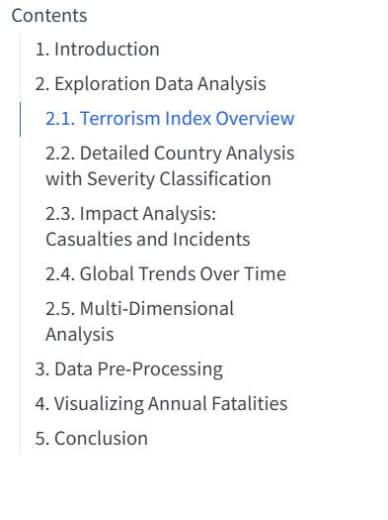 Contents
1. Introduction
2. Exploration Data Analysis
2.1. Terrorism Index Overview
2.2. Detailed Country Analysis
with Severity Classification
2.3. Impact Analysis:
Casualties and Incidents
2.4. Global Trends Over Time
2.5. Multi-Dimensional
Analysis
3. Data Pre-Processing
4. Visualizing Annual Fatalities
5. Conclusion